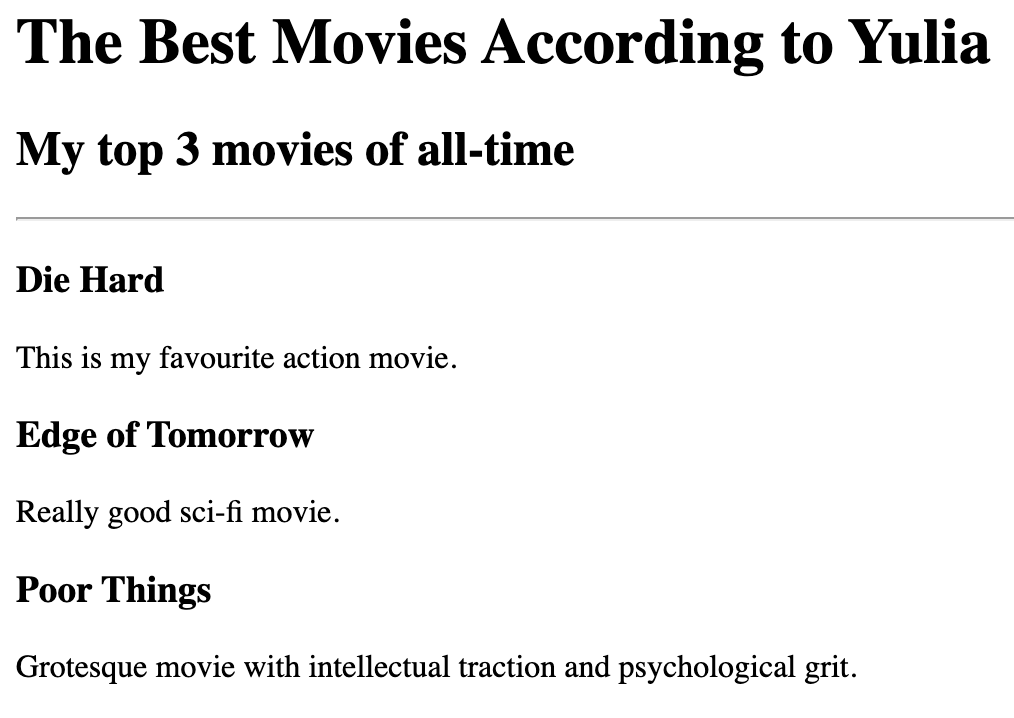 The Best Movies According to Yulia
My top 3 movies of all-time
Die Hard
This is my favourite action movie.
Edge of Tomorrow
Really good sci-fi movie.
Poor Things
Grotesque movie with intellectual traction and psychological grit.